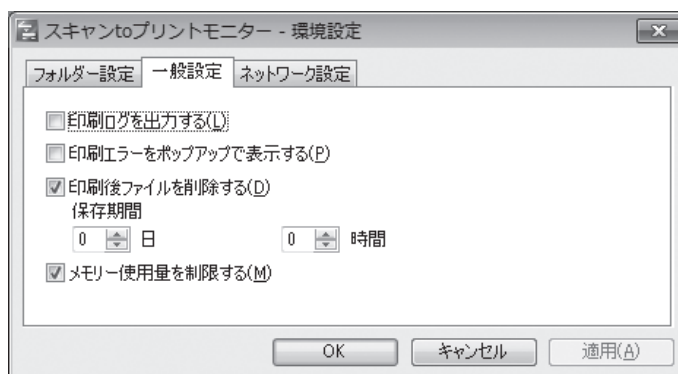 スキャンtoプリントモニター - 環境設定
フォルダー設定 一般設定 ネットワーク設定
印刷ログを出力する(L)
印刷エラーをポップアップで表示する(P)
印刷後ファイルを削除する(D)
保存期間
0 日 0 時間
メモリー使用量を制限する(M)
OK キャンセル 適用(A)